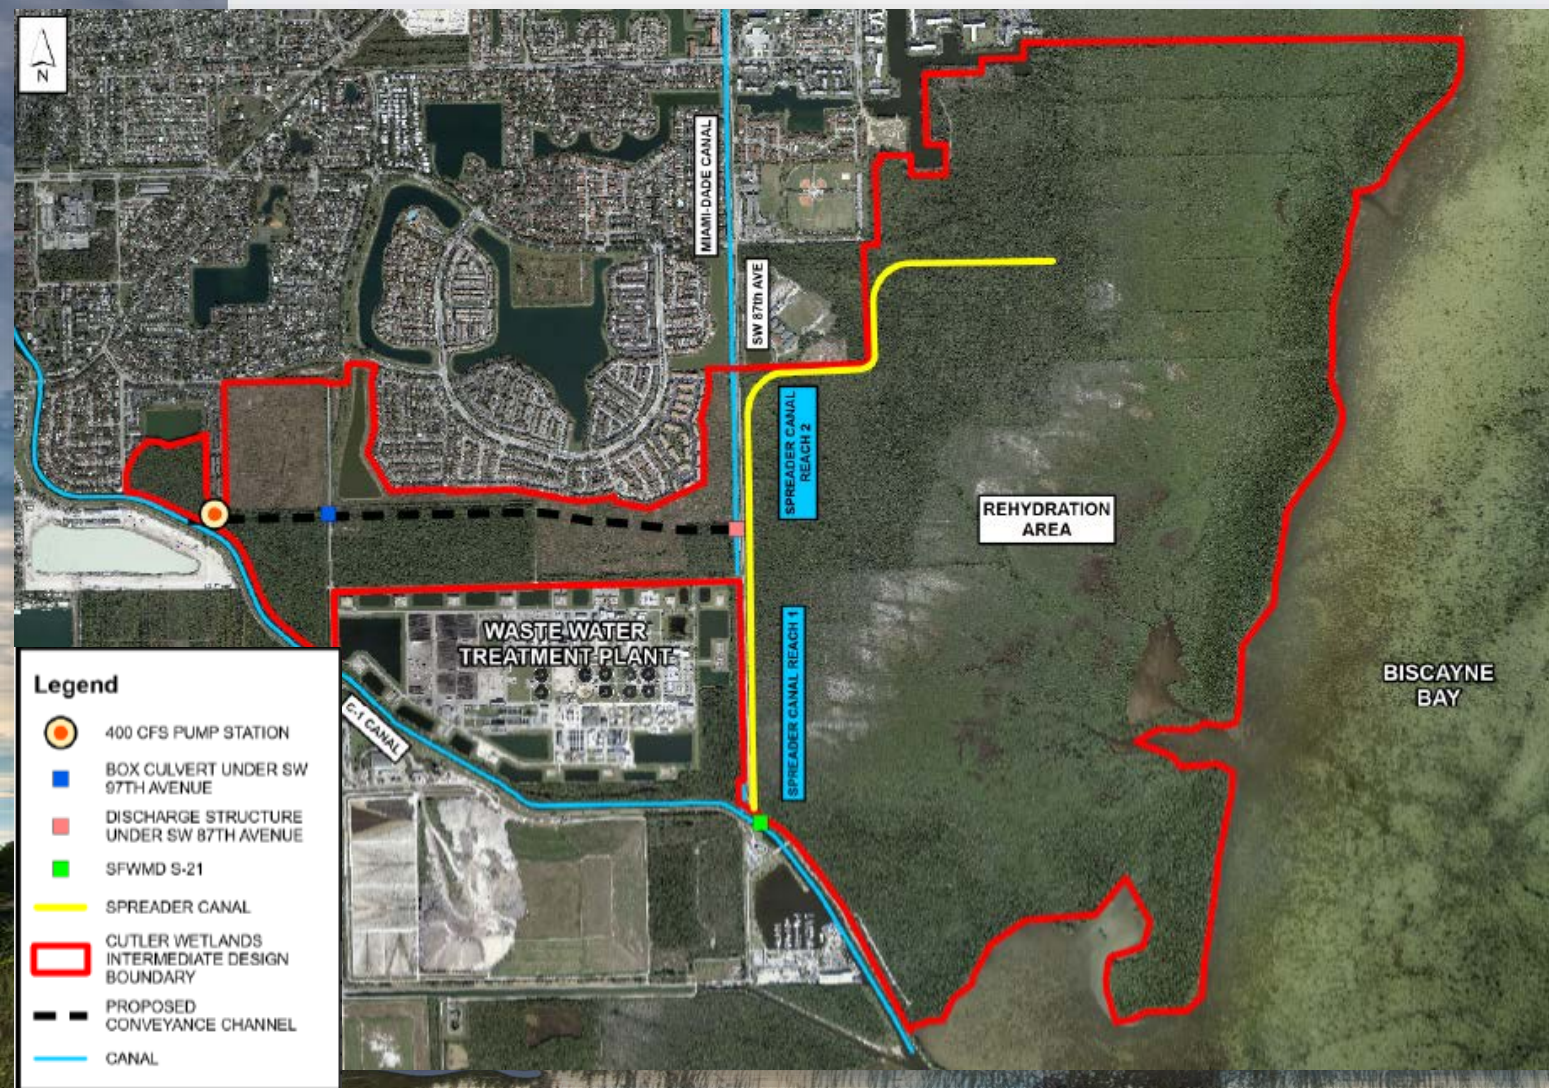 N
MIAMI-DADE CANAL
SW 87th AVE
SPREADER CANAL
REACH 2
REHYDRATION
AREA
WASTE WATER
TREATMENT PLANT
SPREADER CANAL REACH 1
BISCAYNE
BAY
C-1 CANAL
Legend
400 CFS PUMP STATION
BOX CULVERT UNDER SW
97TH AVENUE
DISCHARGE STRUCTURE
UNDER SW 87TH AVENUE
SFWMD S-21
SPREADER CANAL
CUTLER WETLANDS
INTERMEDIATE DESIGN
BOUNDARY
PROPOSED
CONVEYANCE CHANNEL
CANAL